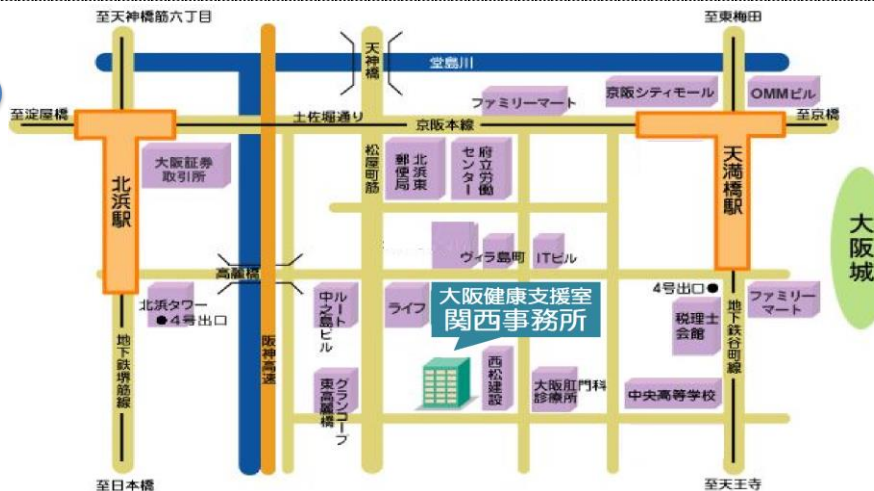 至天神橋筋六丁目
至東梅田
天神橋
堂島川
ファミリーマート
京阪シティモール
OMMビル
至淀屋橋
土佐堀通り
京阪本線
至京橋
北浜駅
大阪証券
取引所
松屋町筋
北浜東
郵便局
府立労働
センター
天満橋駅
大阪城
ヴィラ島町
ITビル
高麗橋
北浜タワー
●4号出口
ルート
中之島ビル
ライフ
大阪健康支援室
関西事務所
4号出口●
税理士
会館
ファミリー
マート
地下鉄堺筋線
阪神高速
地下鉄谷町線
グランコープ
東高麗橋
西松建設
大阪肛門科
診療所
中央高等学校
至日本橋
至天王寺